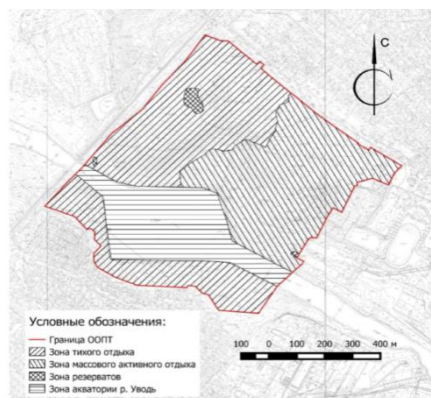 С
Условные обозначения:
Граница ООПТ
Зона тихого отдыха
Зона массового активного отдыха
Зона резерватов
Зона акватории р. Уводь
100 0 100 200 300 400 м